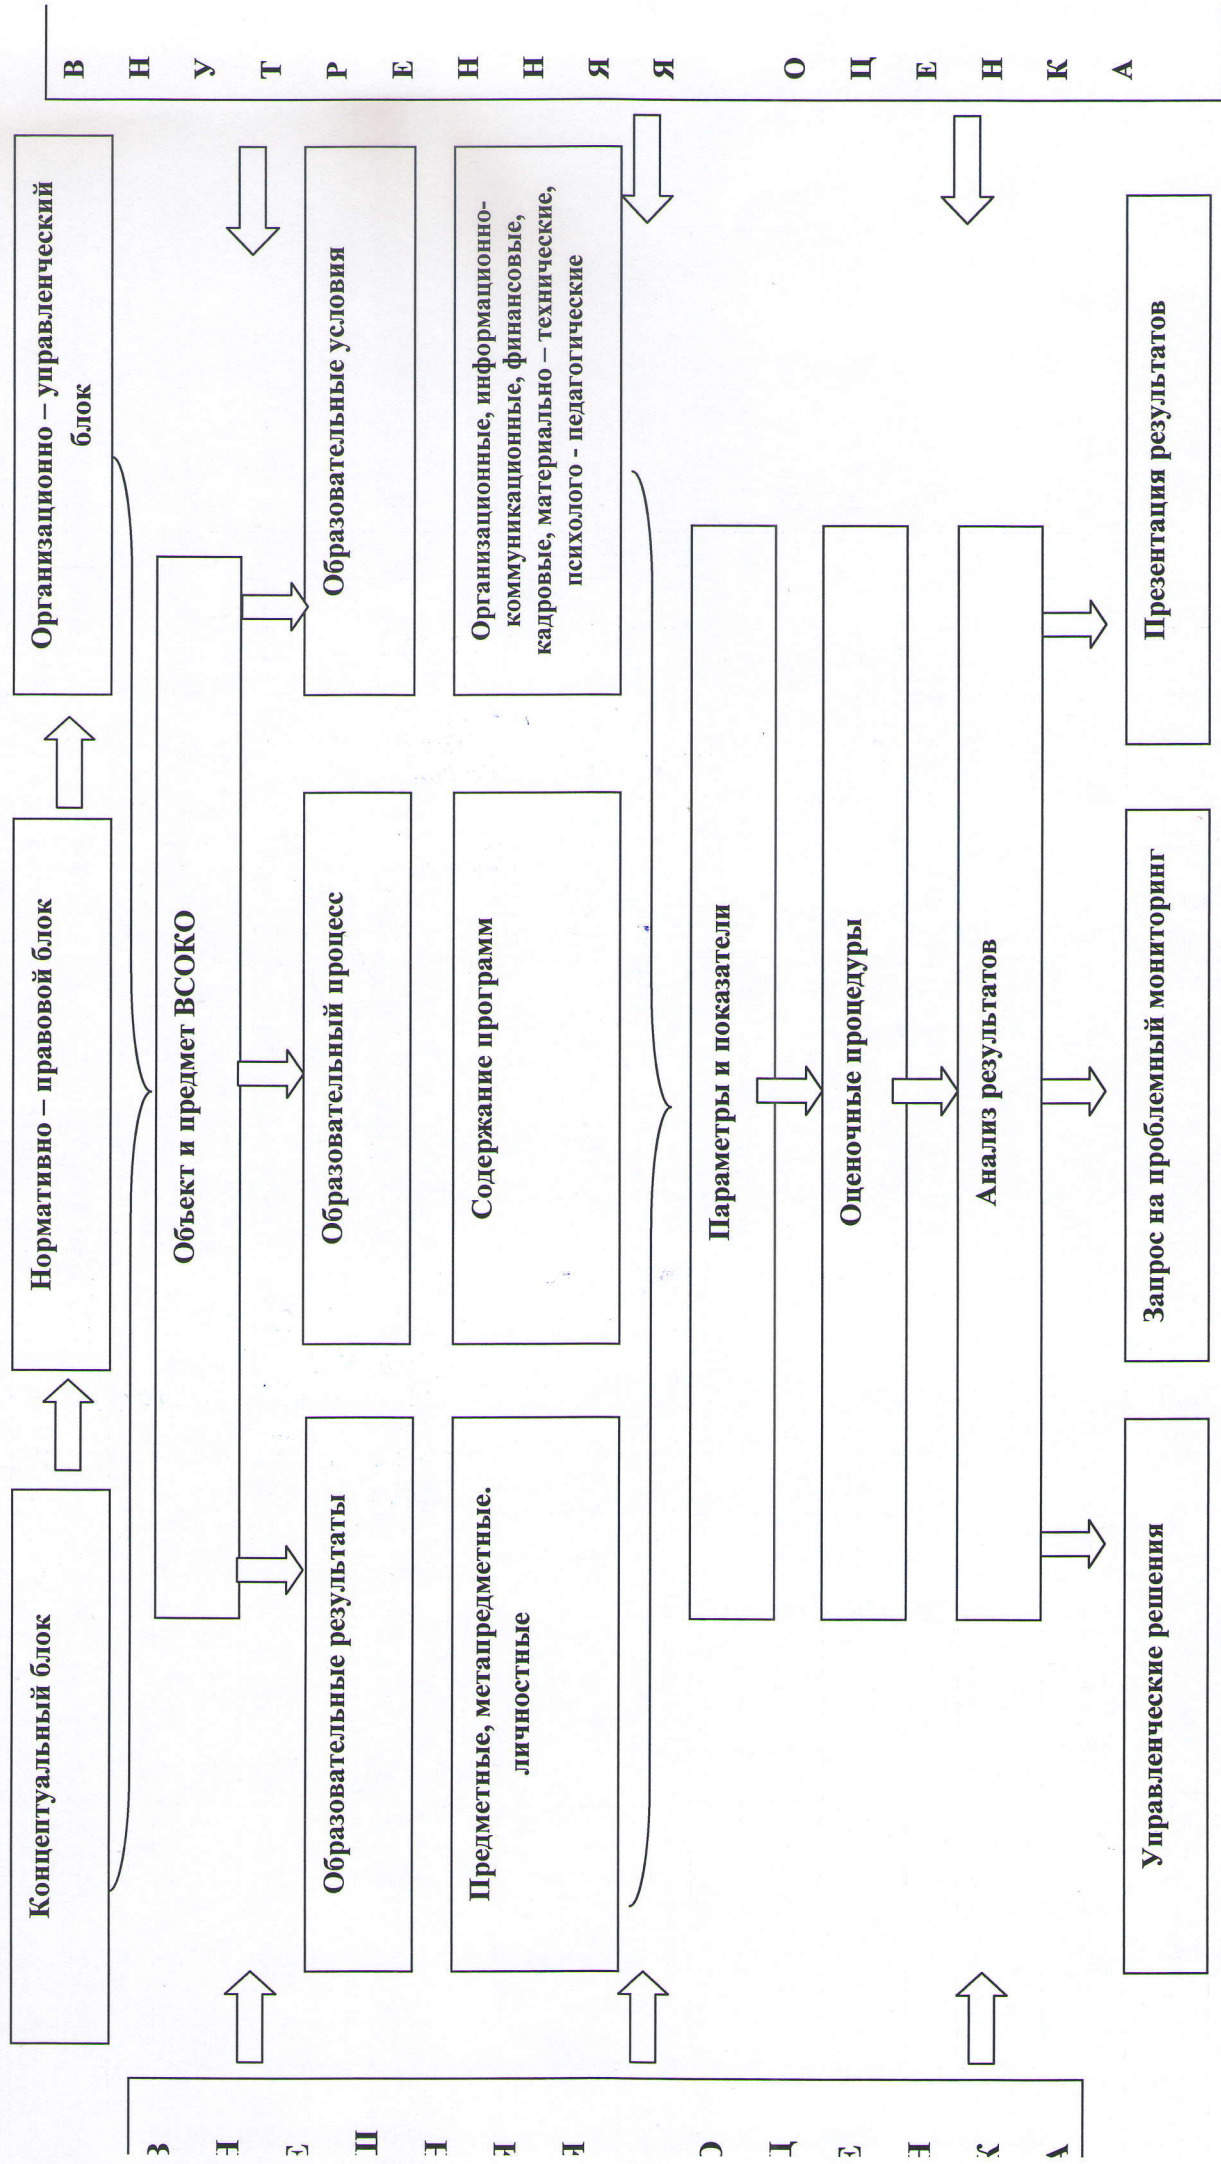 Концептуальный блок
Нормативно – правовой блок
Организационно – управленческий
блок
Объект и предмет ВСОКО
Образовательные результаты
Образовательный процесс
Образовательные условия
Предметные, метапредметные.
личностные
Содержание программ
Организационные, информационно-
коммуникационные, финансовые,
кадровые, материально – технические,
психолого - педагогические
Параметры и показатели
Оценочные процедуры
Анализ результатов
Управленческие решения
Запрос на проблемный мониторинг
Презентация результатов
В
Н
У
Т
Р
Е
Н
Н
Я
Я
О
Ц
Е
Н
К
А